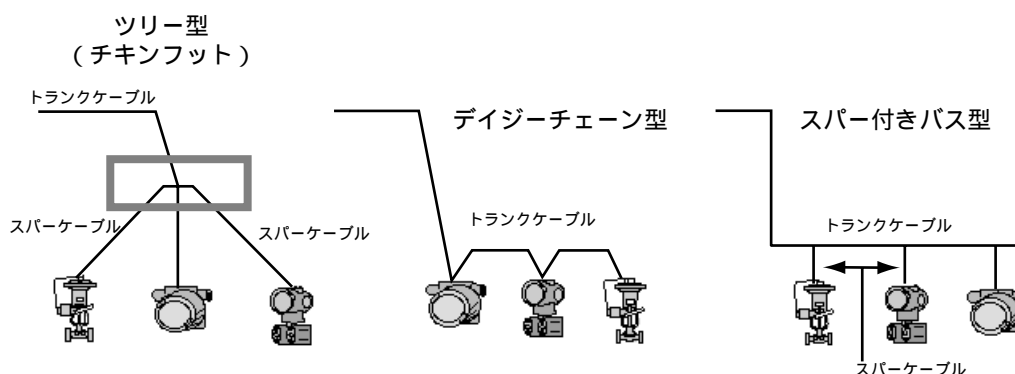 ツリー型
(チキンフット)
トランクケーブル
スパーケーブル
スパーケーブル
デイジーチェーン型
トランクケーブル
スパー付きバス型
トランクケーブル
スパーケーブル